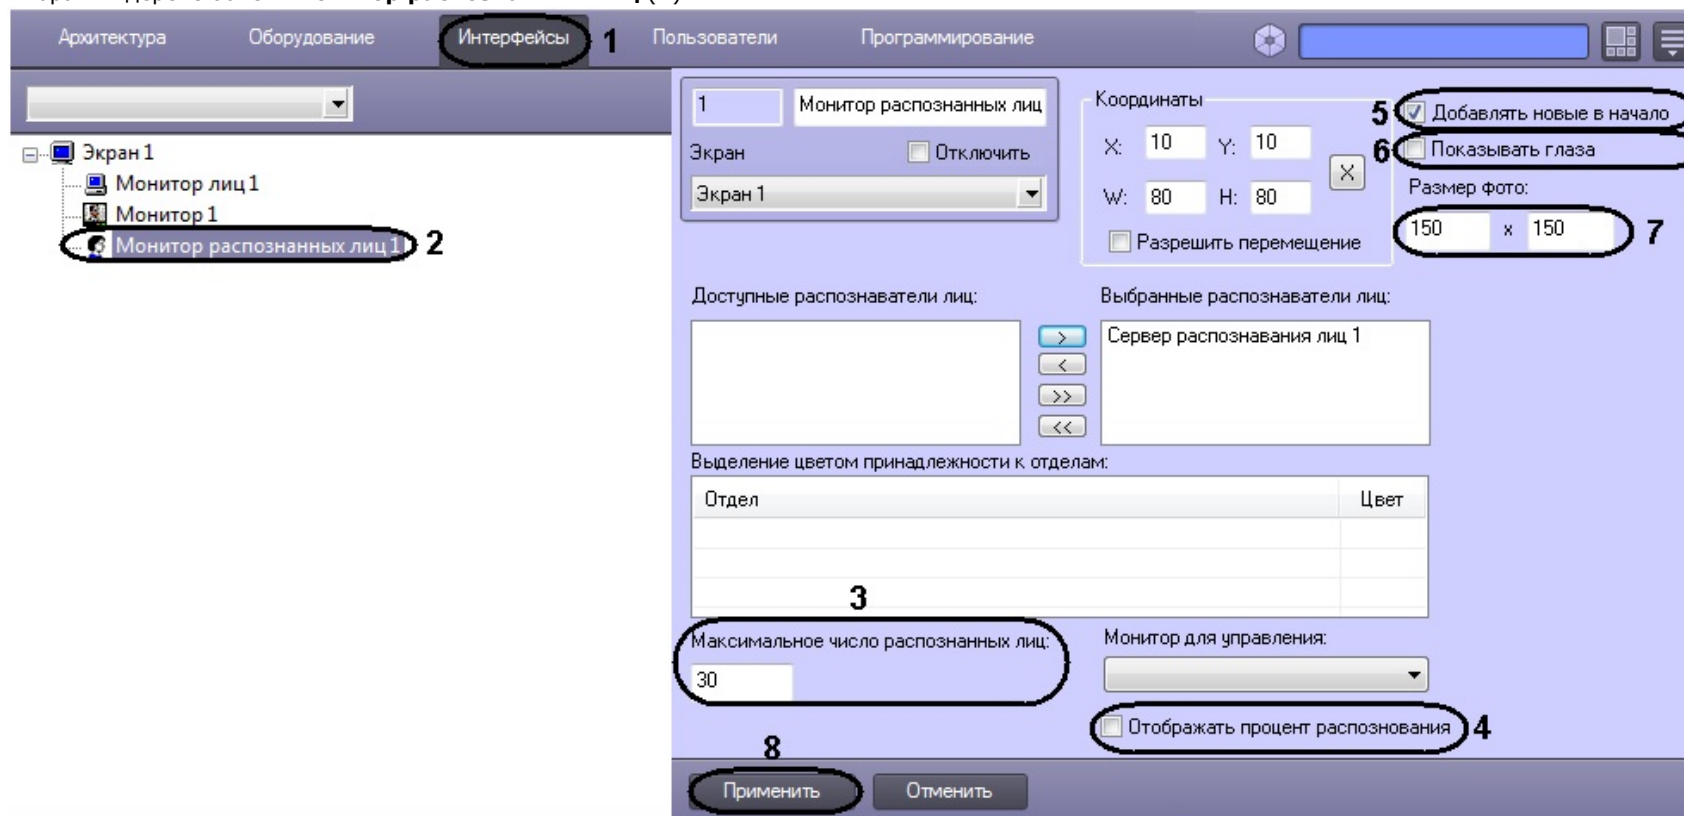 Архитектура Оборудование Интерфейсы 1 Пользователи Программирование
1 Монитор распознанных лиц
Экран Отключить
Экран 1
Координаты
X: 10 Y: 10
X
W: 80 H: 80
Разрешить перемещение
5 Добавлять новые в начало
6 Показывать глаза
Размер фото:
150 x 150 7
Экран 1
Монитор лиц 1
Монитор 1
Монитор распознанных лиц 1 2
Доступные распознаватели лиц:
Выбранные распознаватели лиц:
Сервер распознавания лиц 1
>
<
>>
<<
Выделение цветом принадлежности к отделам:
Отдел Цвет
3
Максимальное число распознанных лиц:
30
Монитор для управления:
Отображать процент распознования 4
8
Применить Отменить